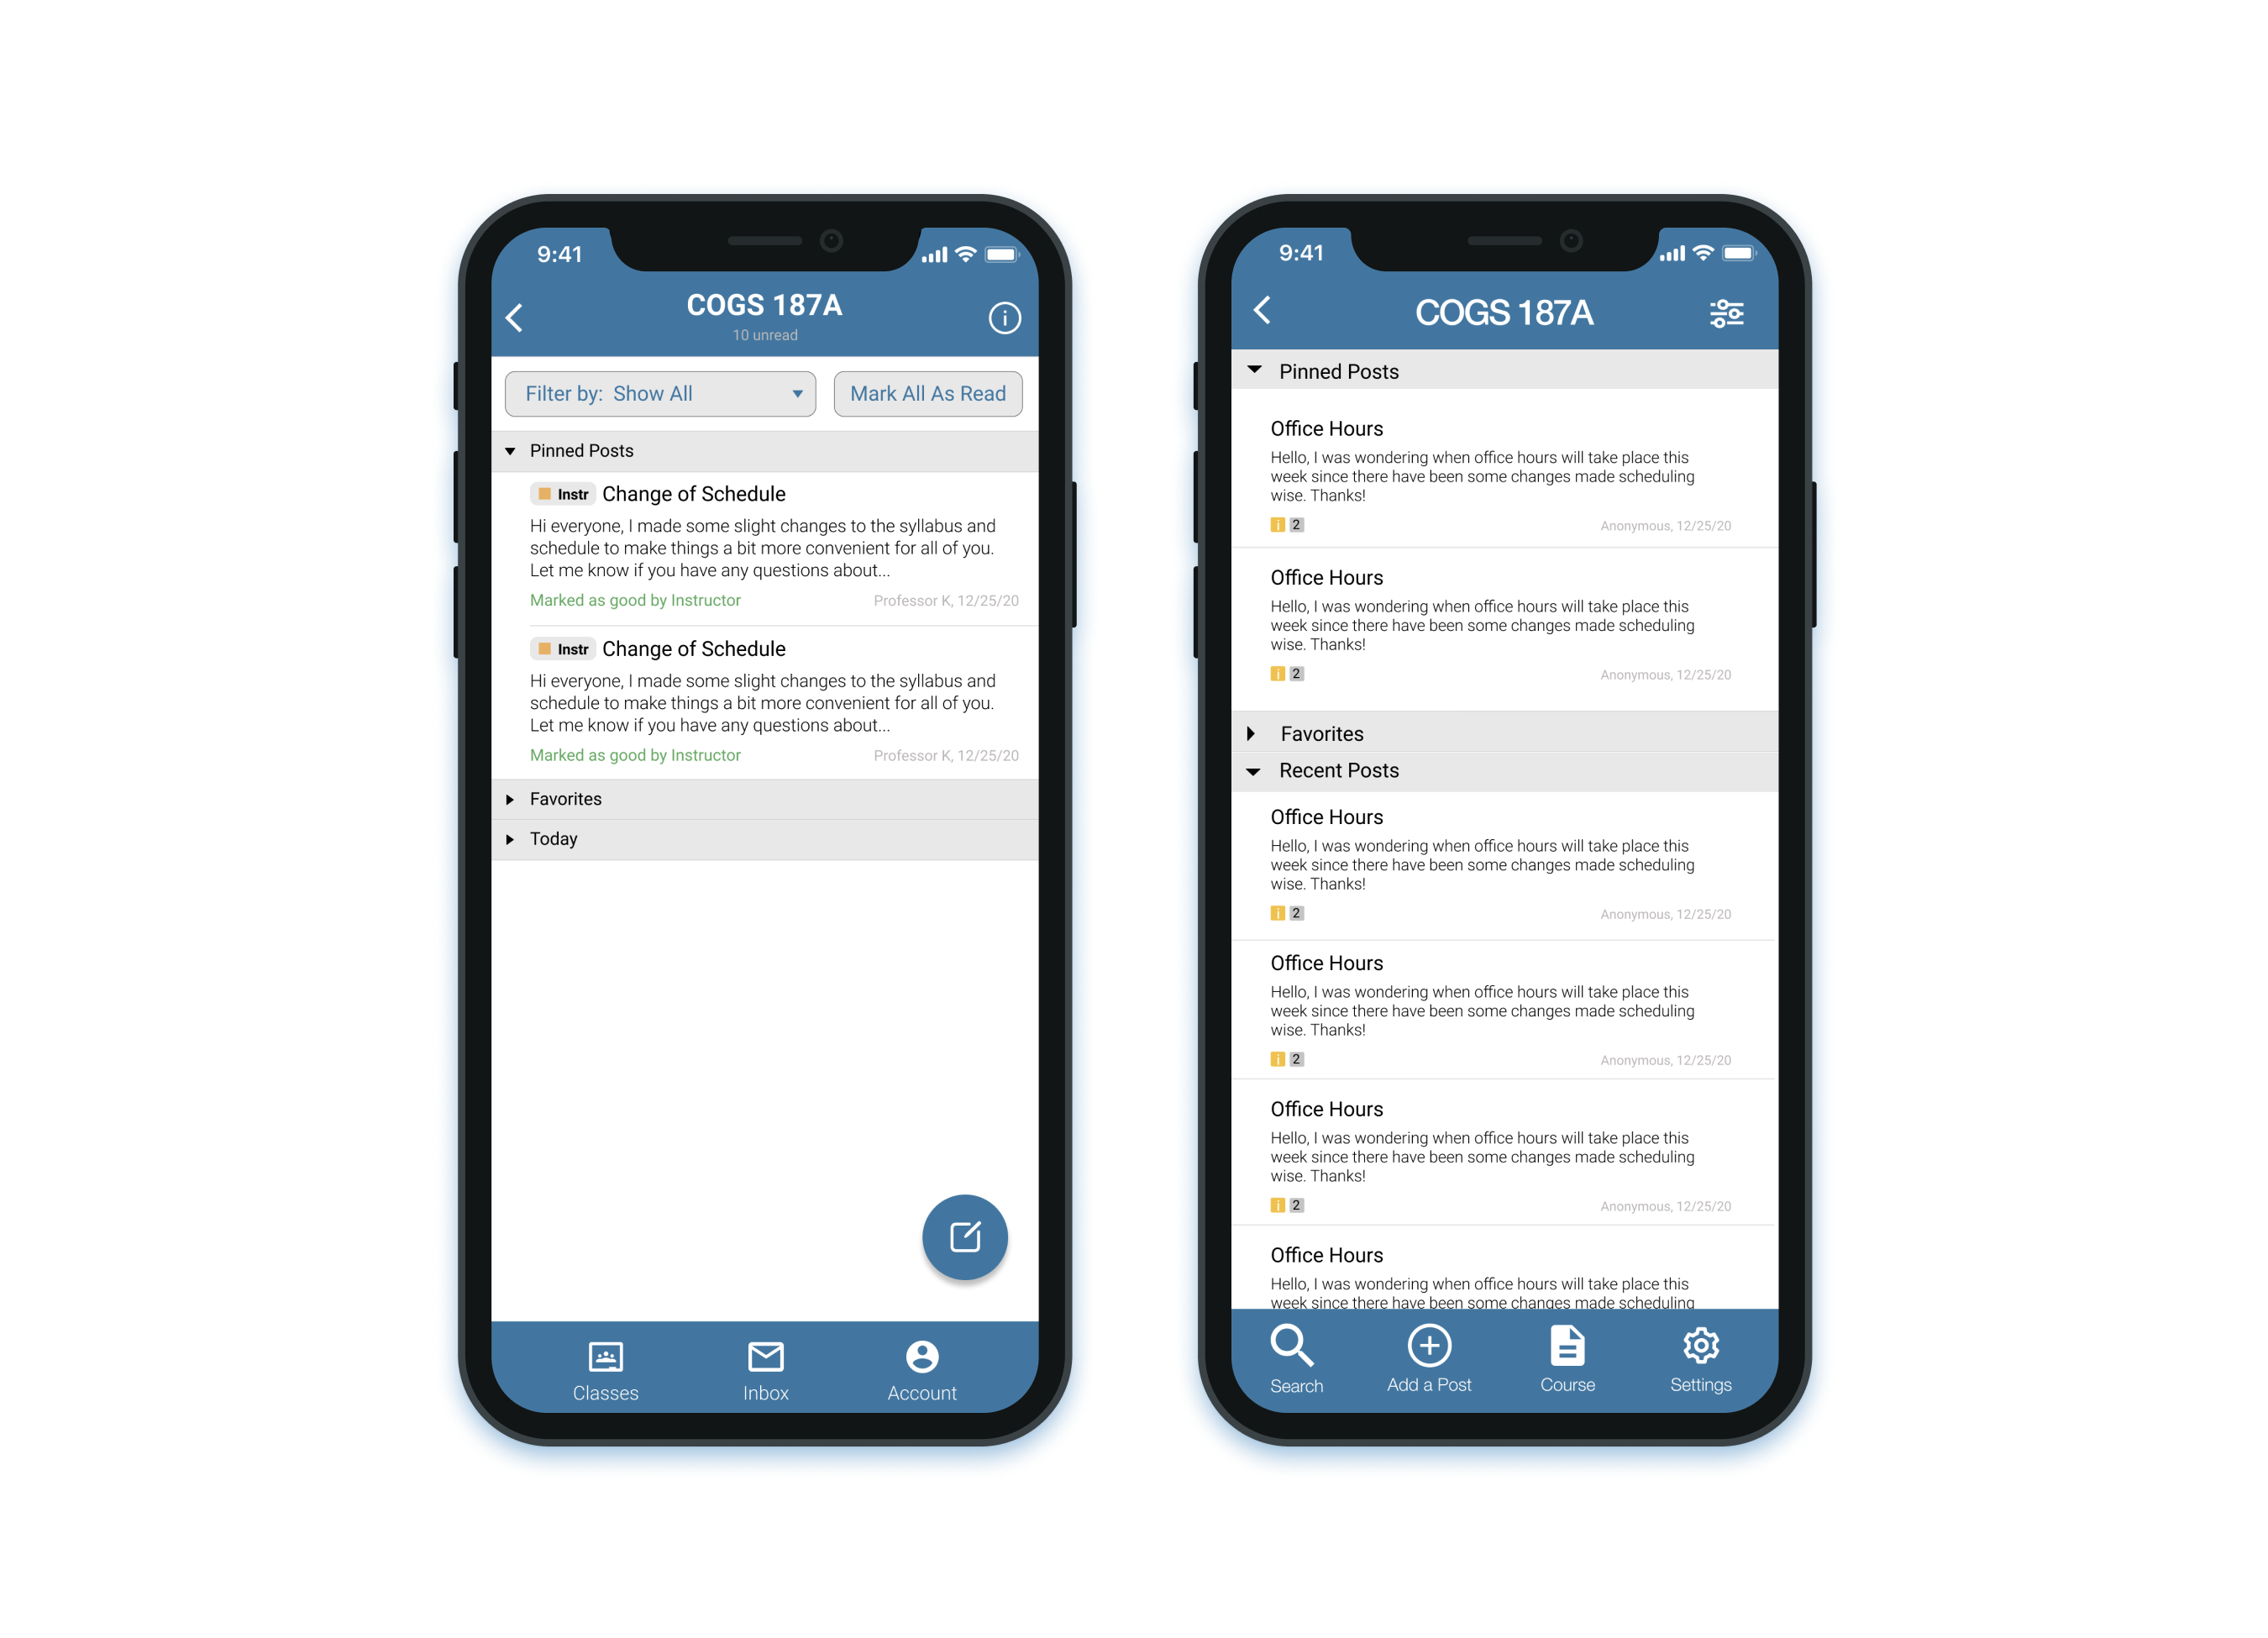 9:41
COGS 187A
10 unread
Filter by: Show All
Mark All As Read
Pinned Posts
Instr Change of Schedule
Hi everyone, I made some slight changes to the syllabus and
schedule to make things a bit more convenient for all of you.
Let me know if you have any questions about...
Marked as good by Instructor
Professor K, 12/25/20
Instr Change of Schedule
Hi everyone, I made some slight changes to the syllabus and
schedule to make things a bit more convenient for all of you.
Let me know if you have any questions about...
Marked as good by Instructor
Professor K, 12/25/20
Favorites
Today
Classes
Inbox
Account
9:41
COGS 187A
Pinned Posts
Office Hours
Hello, I was wondering when office hours will take place this
week since there have been some changes made scheduling
wise. Thanks!
i 2
Anonymous, 12/25/20
Office Hours
Hello, I was wondering when office hours will take place this
week since there have been some changes made scheduling
wise. Thanks!
i 2
Anonymous, 12/25/20
Favorites
Recent Posts
Office Hours
Hello, I was wondering when office hours will take place this
week since there have been some changes made scheduling
wise. Thanks!
i 2
Anonymous, 12/25/20
Office Hours
Hello, I was wondering when office hours will take place this
week since there have been some changes made scheduling
wise. Thanks!
i 2
Anonymous, 12/25/20
Office Hours
Hello, I was wondering when office hours will take place this
week since there have been some changes made scheduling
wise. Thanks!
i 2
Anonymous, 12/25/20
Office Hours
Hello, I was wondering when office hours will take place this
week since there have been some changes made scheduling
Search
Add a Post
Course
Settings